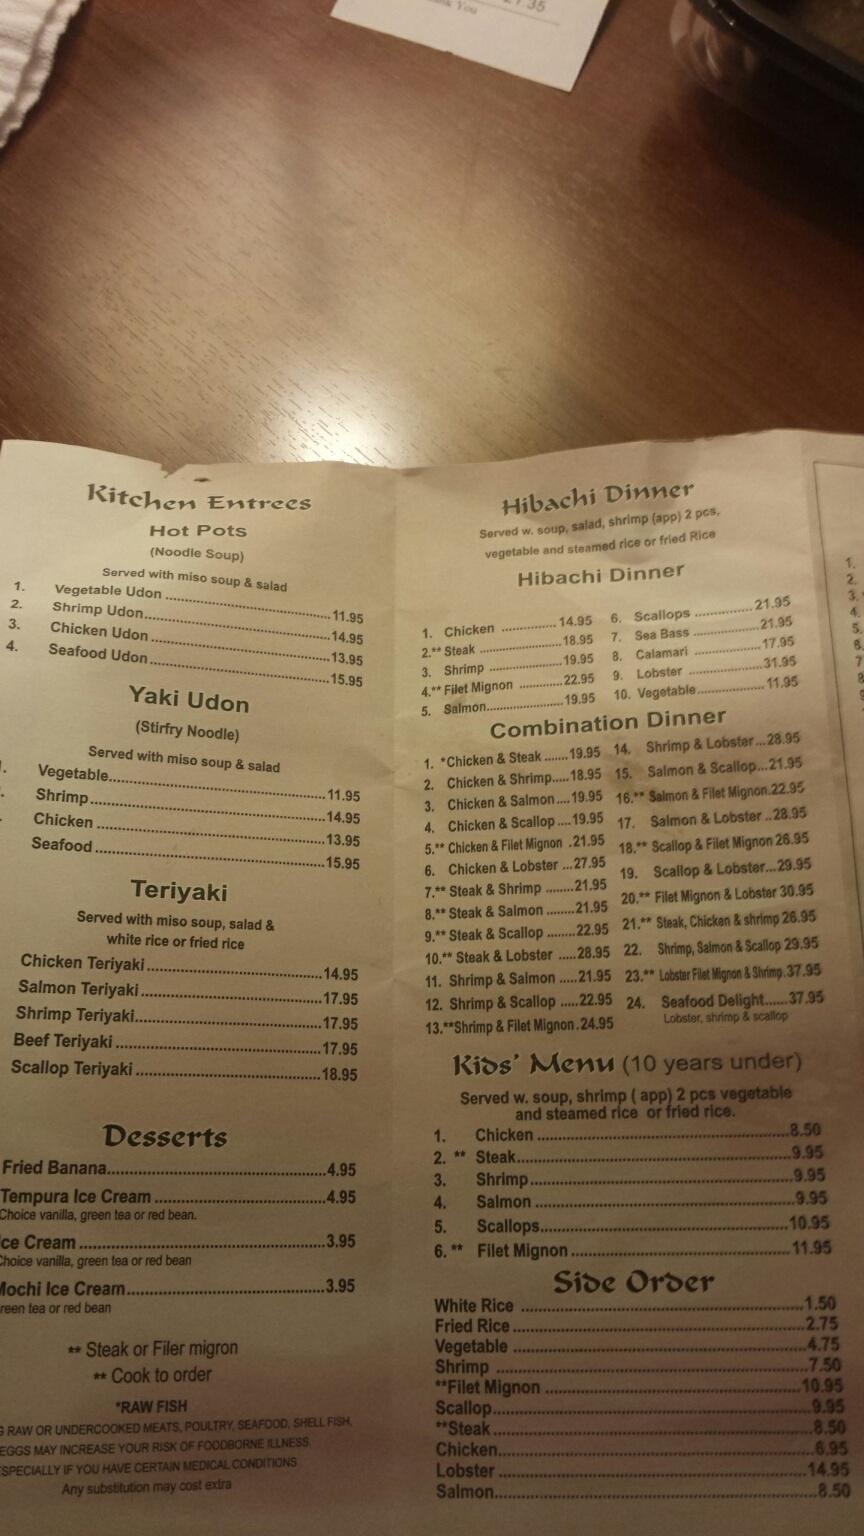 You
35
Kitchen Entrees
Hot Pots
(Noodle Soup)
Served with miso soup & salad
1. Vegetable Udon ........ 11.95
2. Shrimp Udon ........ 14.95
3. Chicken Udon ........ 13.95
4. Seafood Udon ........ 15.95
Yaki Udon
(Stirfry Noodle)
Served with miso soup & salad
Vegetable ........ 11.95
Shrimp ........ 14.95
Chicken ........ 13.95
Seafood ........ 15.95
Teriyaki
Served with miso soup, salad &
white rice or fried rice
Chicken Teriyaki ........ 14.95
Salmon Teriyaki ........ 17.95
Shrimp Teriyaki ........ 17.95
Beef Teriyaki ........ 17.95
Scallop Teriyaki ........ 18.95
Desserts
Fried Banana ........ 4.95
Tempura Ice Cream ........ 4.95
Choice vanilla, green tea or red bean.
Ice Cream ........ 3.95
Choice vanilla, green tea or red bean
Mochi Ice Cream ........ 3.95
reen tea or red bean
** Steak or Filer migron
** Cook to order
*RAW FISH
G RAW OR UNDERCOOKED MEATS, POULTRY, SEAFOOD, SHELL FISH,
EGGS MAY INCREASE YOUR RISK OF FOODBORNE ILLNESS.
ESPECIALLY IF YOU HAVE CERTAIN MEDICAL CONDITIONS
Any substitution may cost extra
Hibachi Dinner
Served w. soup, salad, shrimp (app) 2 pcs,
vegetable and steamed rice or fried Rice
Hibachi Dinner
1. Chicken ........ 14.95
2.** Steak ........ 18.95
3. Shrimp ........ 19.95
4.** Filet Mignon ........ 22.95
5. Salmon ........ 19.95
6. Scallops ........ 21.95
7. Sea Bass ........ 21.95
8. Calamari ........ 17.95
9. Lobster ........ 31.95
10. Vegetable ........ 11.95
Combination Dinner
1. *Chicken & Steak ....... 19.95
2. Chicken & Shrimp ..... 18.95
3. Chicken & Salmon .... 19.95
4. Chicken & Scallop .... 19.95
5.** Chicken & Filet Mignon .21.95
6. Chicken & Lobster ... 27.95
7.** Steak & Shrimp ........ 21.95
8.** Steak & Salmon ........ 21.95
9.** Steak & Scallop ........ 22.95
10.** Steak & Lobster ..... 28.95
11. Shrimp & Salmon ..... 21.95
12. Shrimp & Scallop ..... 22.95
13.**Shrimp & Filet Mignon.24.95
14. Shrimp & Lobster...28.95
15. Salmon & Scallop...21.95
16.** Salmon & Filet Mignon.22.95
17. Salmon & Lobster ..28.95
18.** Scallop & Filet Mignon 26.95
19. Scallop & Lobster...29.95
20.** Filet Mignon & Lobster 30.95
21.** Steak, Chicken & shrimp 26.95
22. Shrimp, Salmon & Scallop 29.95
23.** Lobster Filet Mignon & Shrimp.37.95
24. Seafood Delight......37.95
Lobster, shrimp & scallop
Kids' Menu (10 years under)
Served w. soup, shrimp ( app) 2 pcs vegetable
and steamed rice or fried rice.
1. Chicken ........ 8.50
2. ** Steak ........ 9.95
3. Shrimp ........ 9.95
4. Salmon ........ 9.95
5. Scallops ........ 10.95
6. ** Filet Mignon ........ 11.95
Side Order
White Rice ........ 1.50
Fried Rice ........ 2.75
Vegetable ........ 4.75
Shrimp ........ 7.50
**Filet Mignon ........ 10.95
Scallop ........ 9.95
**Steak ........ 8.50
Chicken ........ 6.95
Lobster ........ 14.95
Salmon ........ 8.50
1.
2.
3.
4.
5.
6.
7
8